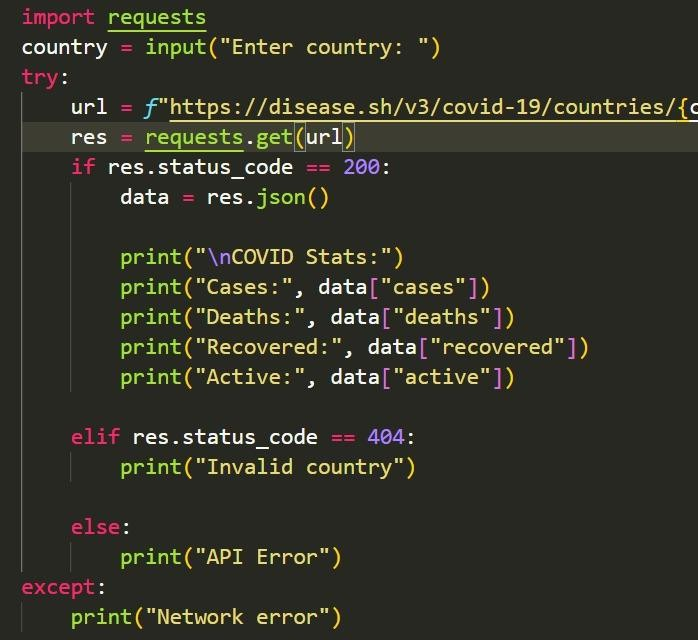 import requests
country = input("Enter country: ")
try:
    url = f"https://disease.sh/v3/covid-19/countries/{c
    res = requests.get(url)
    if res.status_code == 200:
        data = res.json()
        print("\nCOVID Stats:")
        print("Cases:", data["cases"])
        print("Deaths:", data["deaths"])
        print("Recovered:", data["recovered"])
        print("Active:", data["active"])
    elif res.status_code == 404:
        print("Invalid country")
    else:
        print("API Error")
except:
    print("Network error")